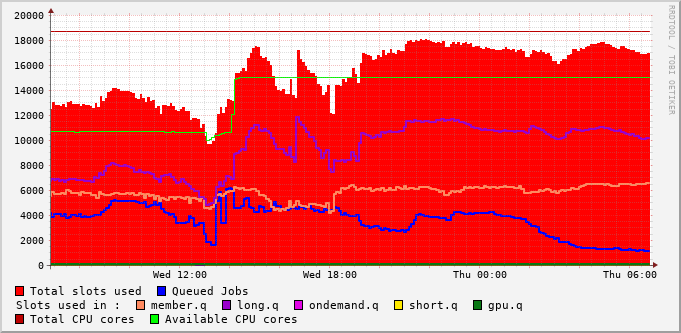 20000
18000
16000
14000
12000
10000
8000
6000
4000
2000
0
Wed 12:00 Wed 18:00 Thu 00:00 Thu 06:00
Total slots used Queued Jobs
Slots used in : member.q long.q ondemand.q short.q gpu.q
Total CPU cores Available CPU cores
RRDTOOL / TOBI OETIKER